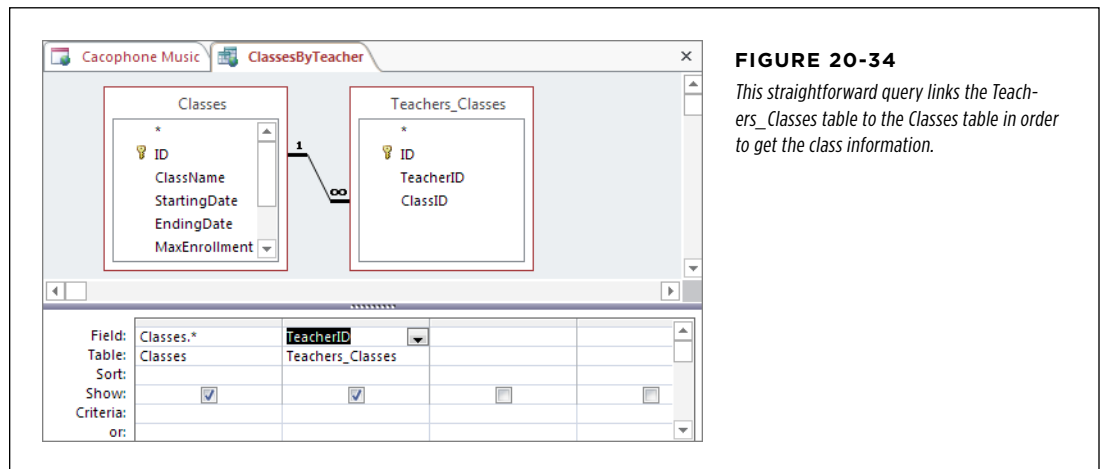 Cacophone Music
ClassesByTeacher
Classes
*
ID
ClassName
StartingDate
EndingDate
MaxEnrollment
1
∞
Teachers_Classes
*
ID
TeacherID
ClassID
Field: Classes.* TeacherID
Table: Classes Teachers_Classes
Sort:
Show:
Criteria:
or:
FIGURE 20-34
This straightforward query links the Teach-
ers_Classes table to the Classes table in order
to get the class information.